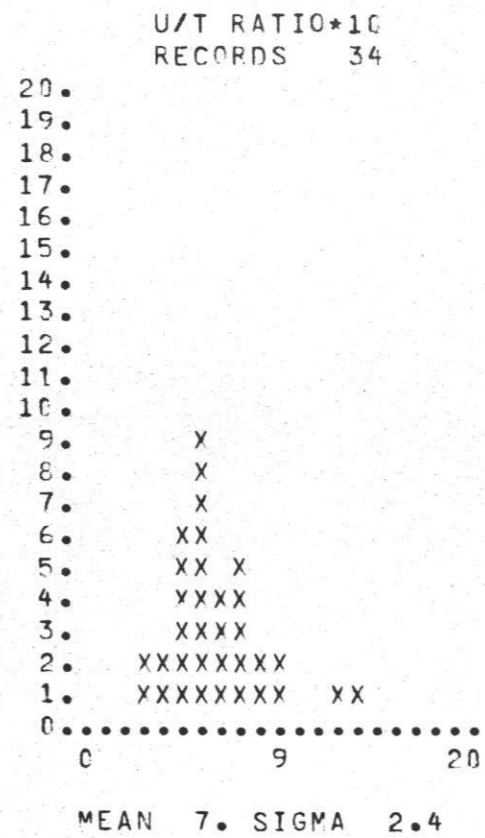 U/T RATIO*10
RECORDS    34
20.
19.
18.
17.
16.
15.
14.
13.
12.
11.
10.
9.      X
8.      X
7.      X
6.     XX
5.     XX X
4.     XXXX
3.     XXXX
2.   XXXXXXXX
1.   XXXXXXXX  XX
0.......................
0         9         20
MEAN  7. SIGMA  2.4